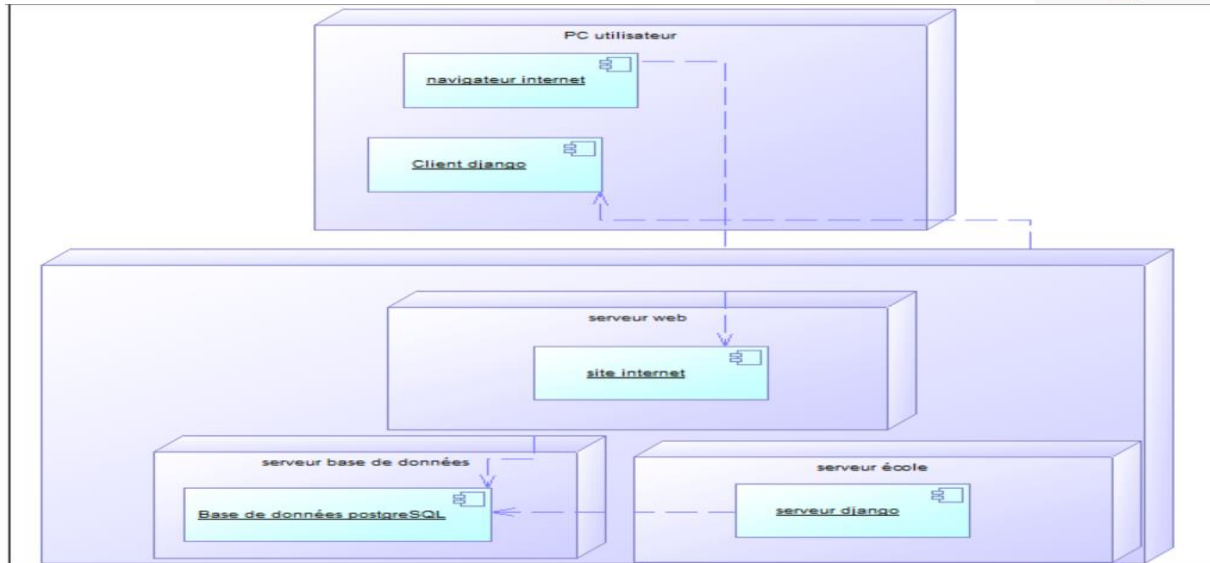 PC utilisateur
navigateur internet
Client django
serveur web
site internet
serveur base de données
Base de données postgreSQL
serveur école
serveur django